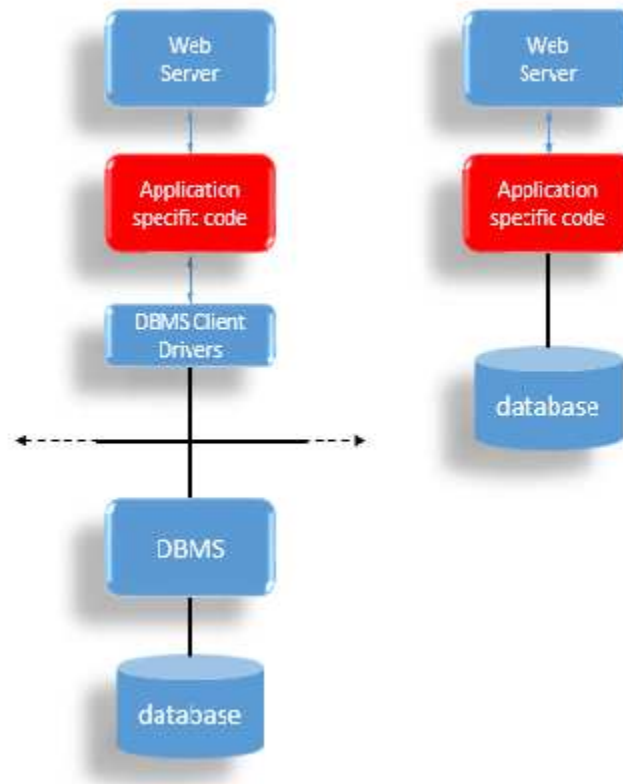 Web
Server
Application
specific code
DBMS Client
Drivers
DBMS
database
Web
Server
Application
specific code
database